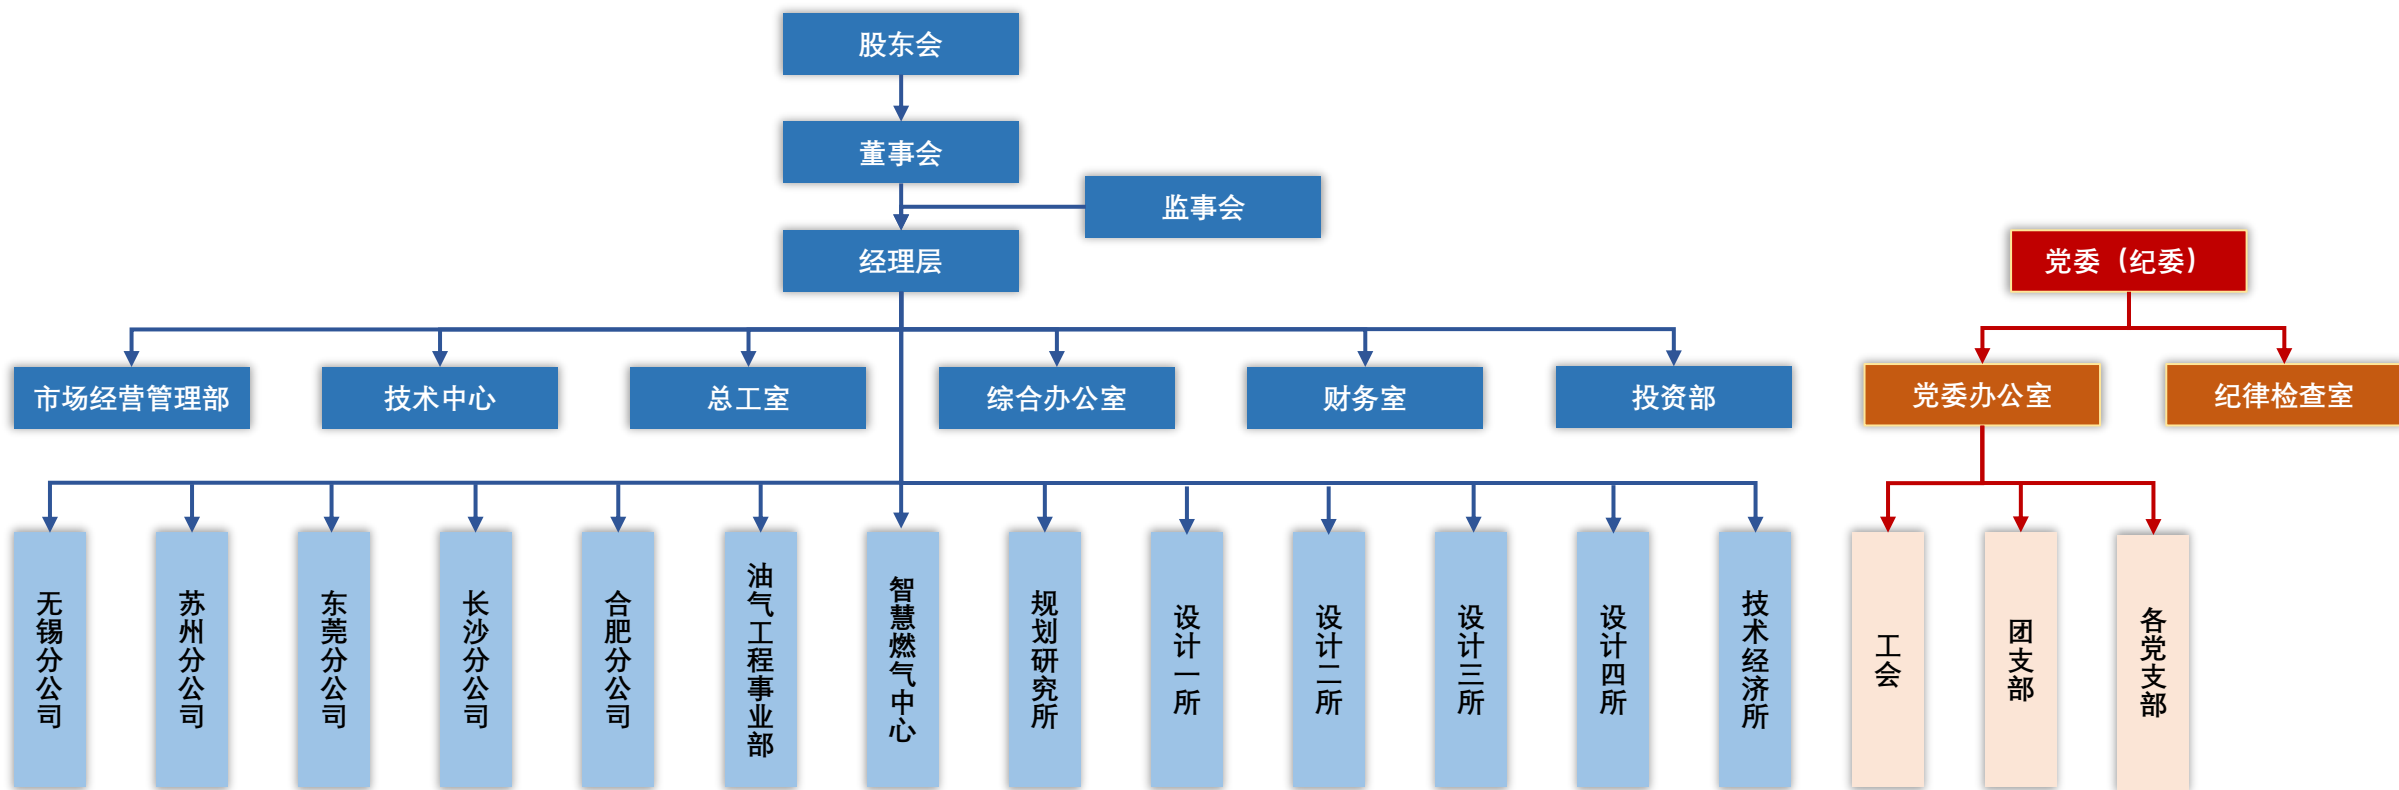 股东会
董事会
监事会
经理层
党委（纪委）
市场经营管理部
技术中心
总工室
综合办公室
财务室
投资部
党委办公室
纪律检查室
无锡分公司
苏州分公司
东莞分公司
长沙分公司
合肥分公司
油气工程事业部
智慧燃气中心
规划研究所
设计一所
设计二所
设计三所
设计四所
技术经济所
工会
团支部
各党支部